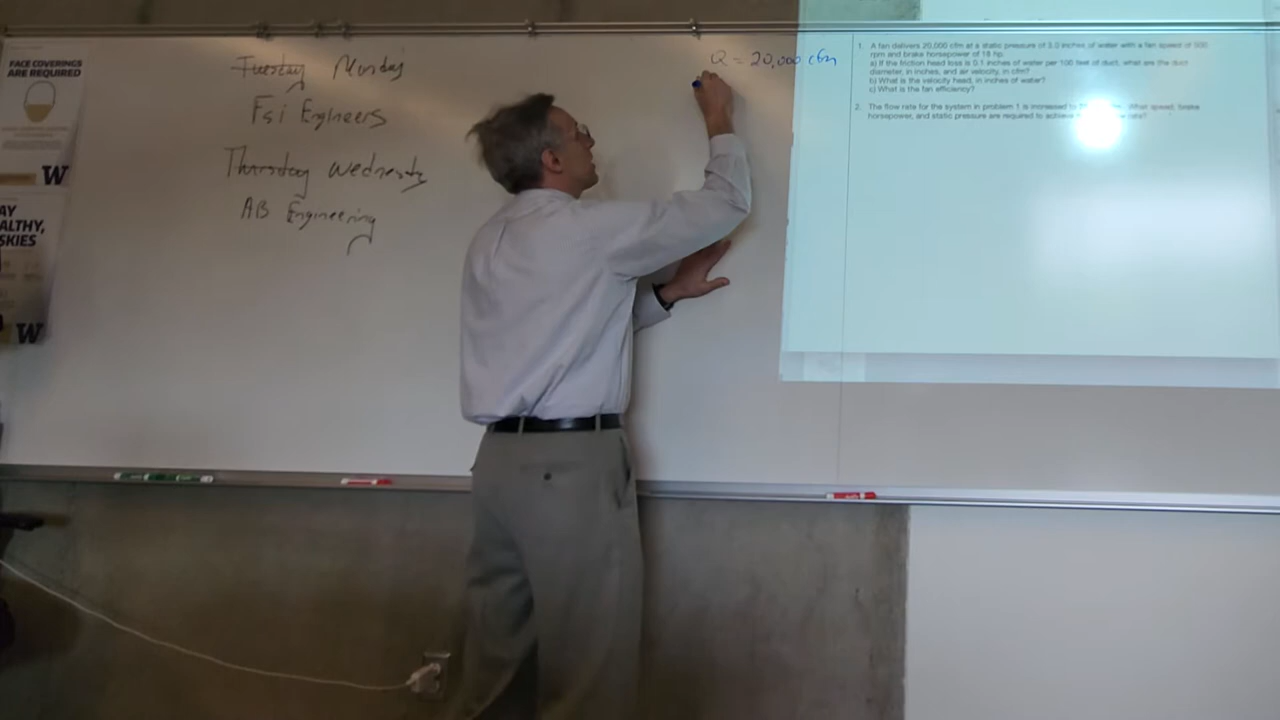 FACE COVERINGS
ARE REQUIRED
W
AY
ALTHY,
SKIES
W
Tuesday Monday
Fsi Engineers
Thursday Wednesday
AB Engineering
Q = 20,000 cfm
1. A fan delivers 20,000 cfm at a static pressure of 3.0 inches of water with a fan speed of 500
rpm and brake horsepower of 18 hp.
a) If the friction head loss is 0.1 inches of water per 100 feet of duct, what are the duct
diameter, in inches, and air velocity, in cfm?
b) What is the velocity head, in inches of water?
c) What is the fan efficiency?
2. The flow rate for the system in problem 1 is increased to What speed, brake
horsepower, and static pressure are required to achieve rate?